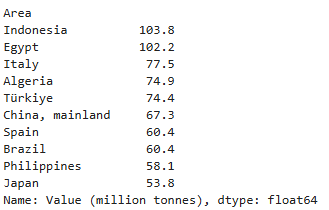 Area
Indonesia 103.8
Egypt 102.2
Italy 77.5
Algeria 74.9
Türkiye 74.4
China, mainland 67.3
Spain 60.4
Brazil 60.4
Philippines 58.1
Japan 53.8
Name: Value (million tonnes), dtype: float64